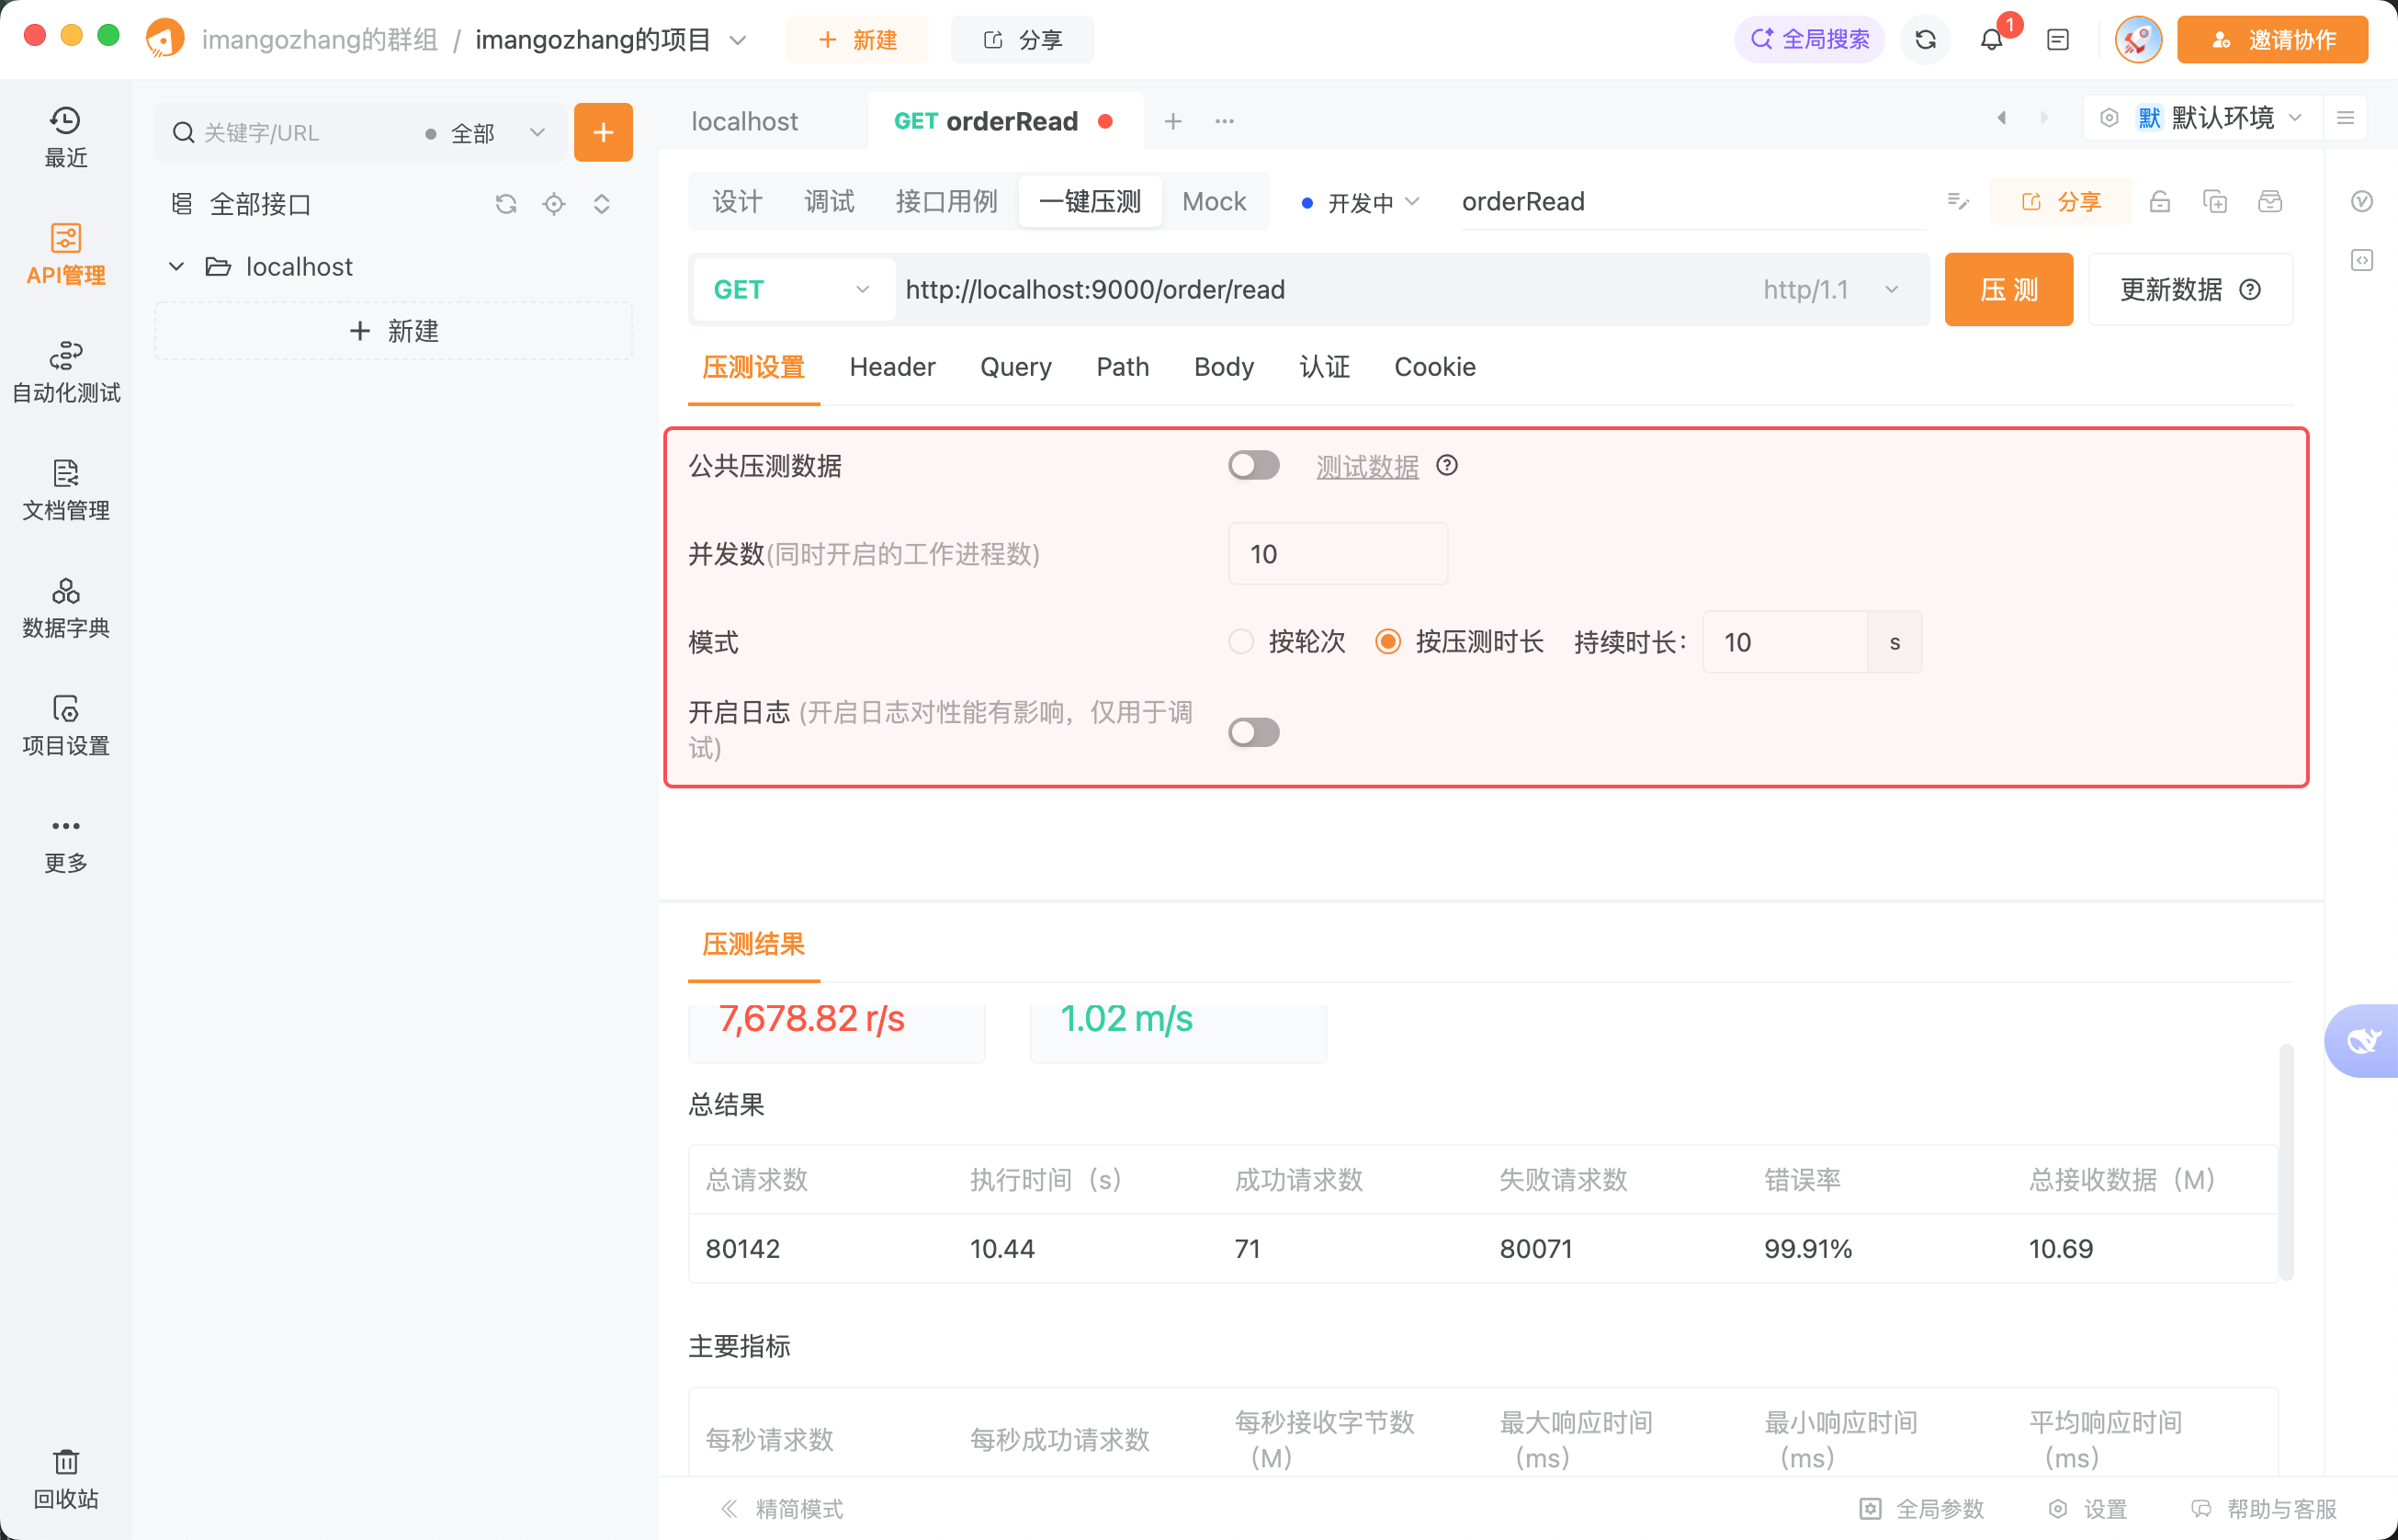 imangozhang的群组 / imangozhang的项目 新建 分享 全局搜索 1 邀请协作
最近
API管理
自动化测试
文档管理
数据字典
项目设置
更多
回收站
关键字/URL 全部
全部接口
localhost
新建
localhost GET orderRead 默 默认环境
设计 调试 接口用例 一键压测 Mock 开发中 orderRead 分享
GET http://localhost:9000/order/read http/1.1 压 测 更新数据
压测设置 Header Query Path Body 认证 Cookie
公共压测数据 测试数据
并发数(同时开启的工作进程数) 10
模式 按轮次 按压测时长 持续时长: 10 s
开启日志 (开启日志对性能有影响，仅用于调
试)
压测结果
7,678.82 r/s 1.02 m/s
总结果
总请求数 执行时间（s） 成功请求数 失败请求数 错误率 总接收数据（M）
80142 10.44 71 80071 99.91% 10.69
主要指标
每秒请求数 每秒成功请求数 每秒接收字节数（M） 最大响应时间（ms） 最小响应时间（ms） 平均响应时间（ms）
精简模式 全局参数 设置 帮助与客服